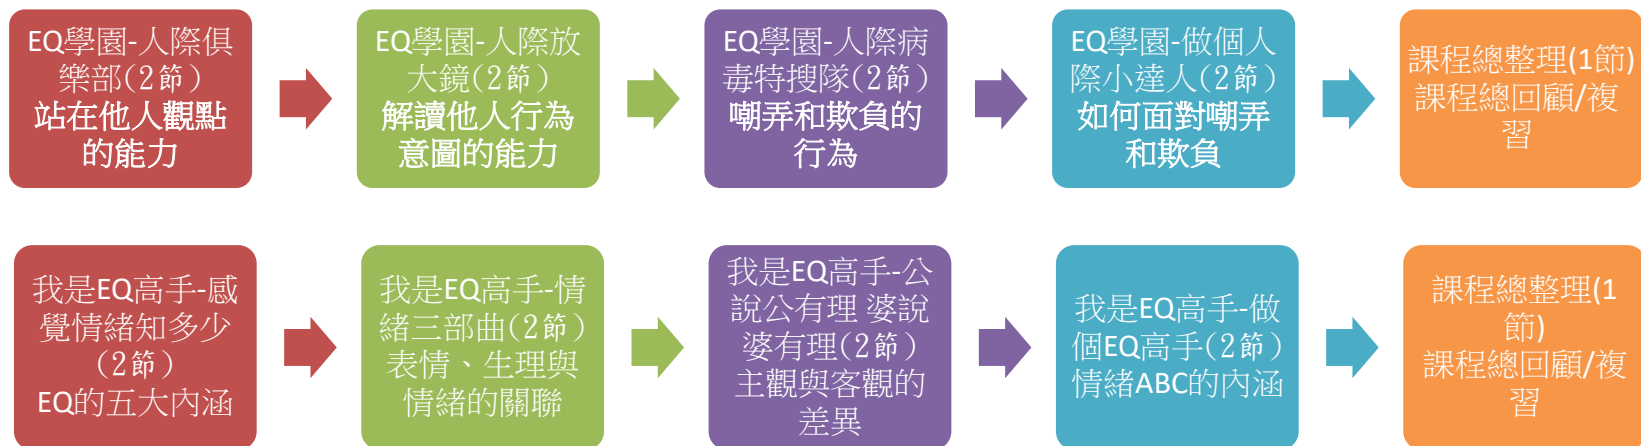 EQ學園-人際俱
樂部(2節)
站在他人觀點
的能力
EQ學園-人際放
大鏡(2節)
解讀他人行為
意圖的能力
EQ學園-人際病
毒特搜隊(2節)
嘲弄和欺負的
行為
EQ學園-做個人
際小達人(2節)
如何面對嘲弄
和欺負
課程總整理(1節)
課程總回顧/複
習
我是EQ高手-感
覺情緒知多少
(2節)
EQ的五大內涵
我是EQ高手-情
緒三部曲(2節)
表情、生理與
情緒的關聯
我是EQ高手-公
說公有理 婆說
婆有理(2節)
主觀與客觀的
差異
我是EQ高手-做
個EQ高手(2節)
情緒ABC的內涵
課程總整理(1
節)
課程總回顧/複
習